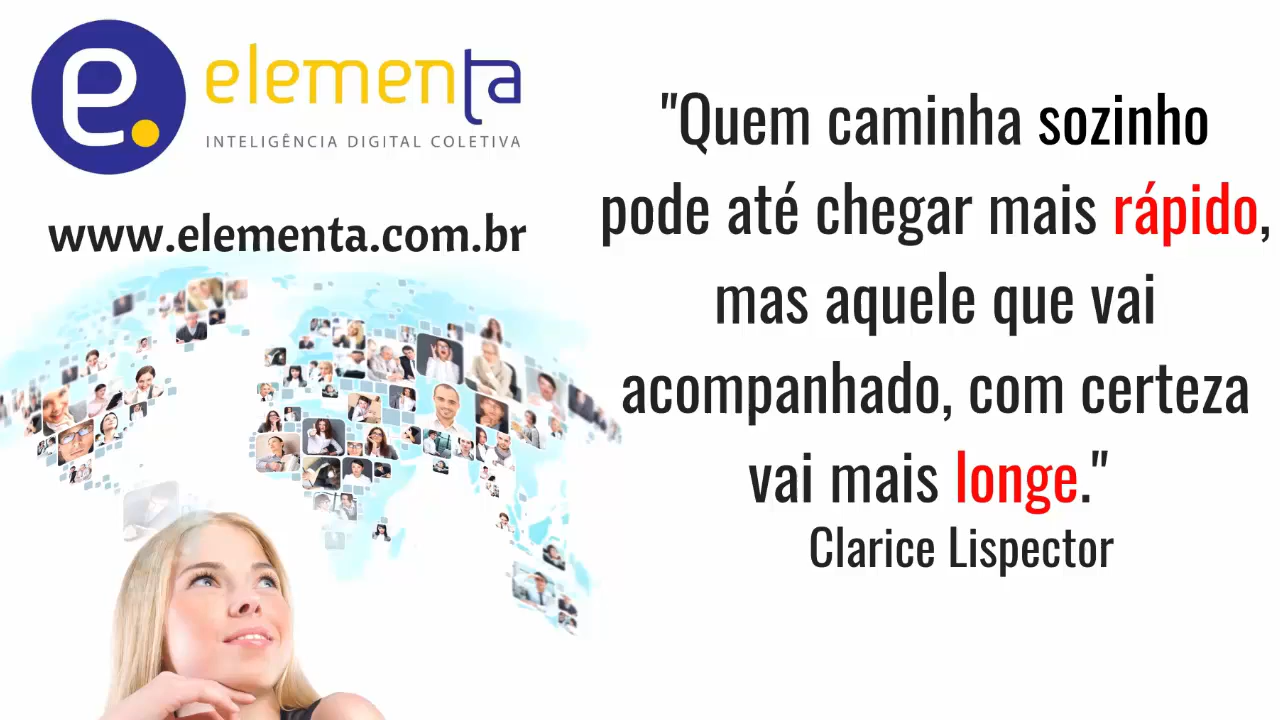 e.
elementa
INTELIGÊNCIA DIGITAL COLETIVA
www.elementa.com.br
"Quem caminha sozinho
pode até chegar mais rápido,
mas aquele que vai
acompanhado, com certeza
vai mais longe."
Clarice Lispector